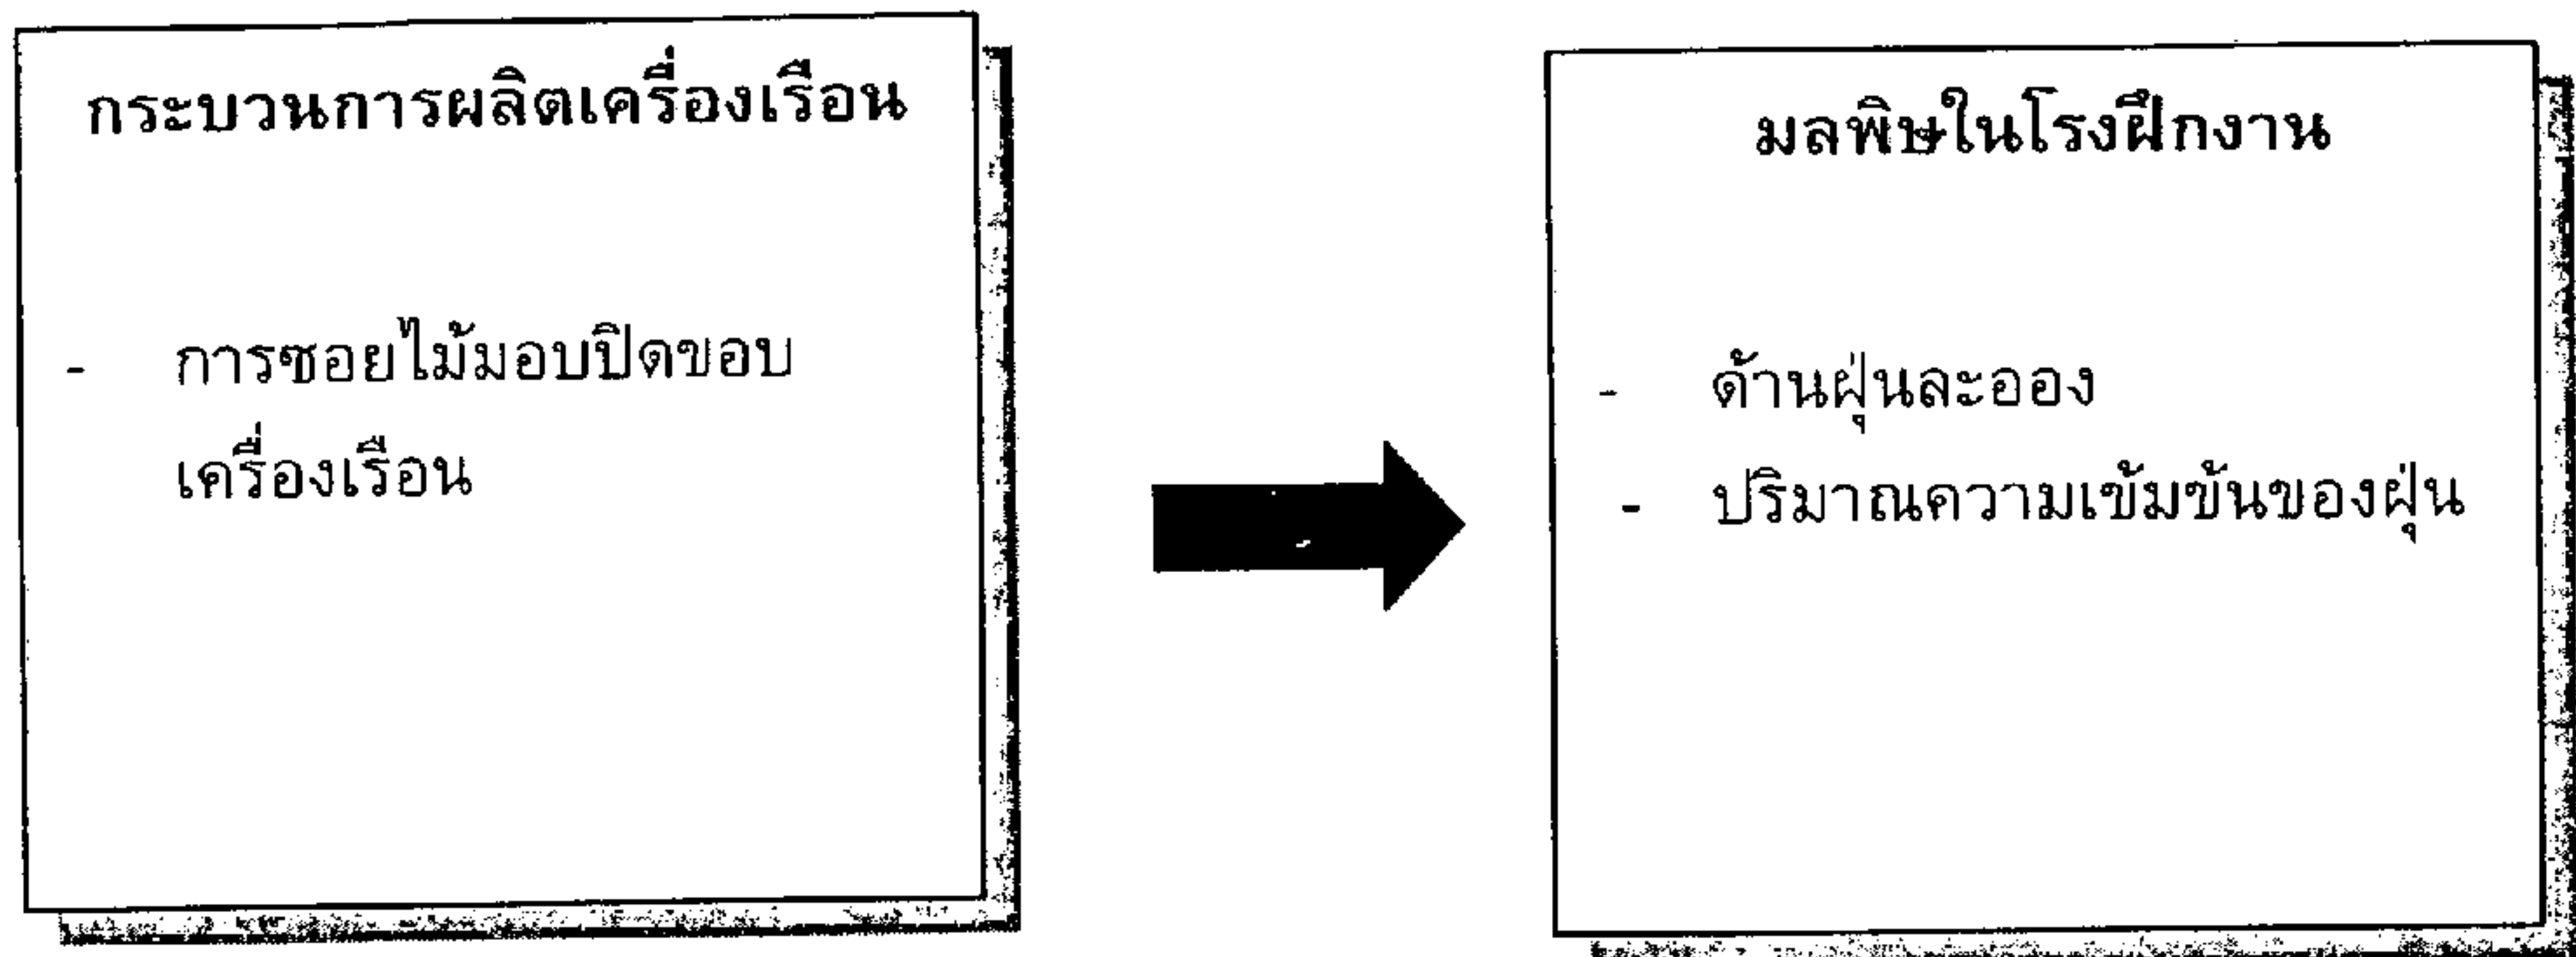 กระบวนการผลิตเครื่องเรือน
- การซอยไม้มอบปิดขอบ
เครื่องเรือน
มลพิษในโรงฝึกงาน
- ด้านฝุ่นละออง
- ปริมาณความเข้มข้นของฝุ่น